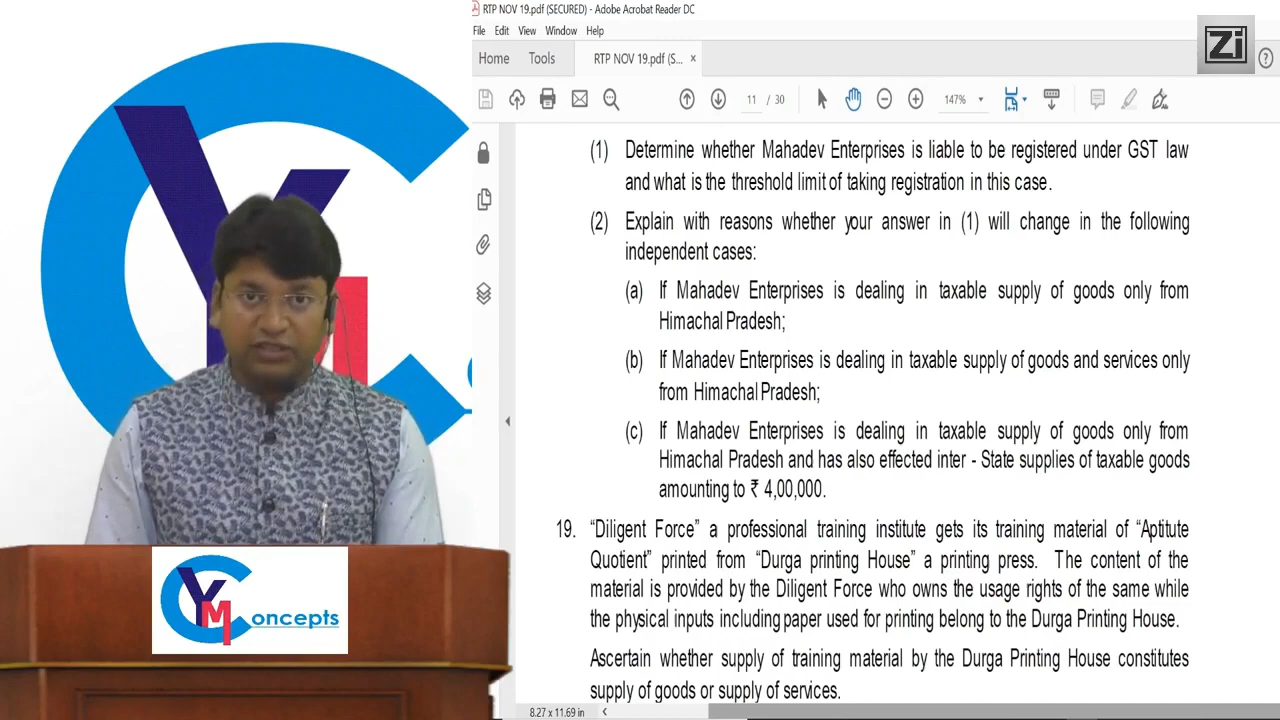 RTP NOV 19.pdf (SECURED) - Adobe Acrobat Reader DC
File Edit View Window Help
Home Tools RTP NOV 19.pdf (S... ×
Zi
?
11 / 30
147%
(1) Determine whether Mahadev Enterprises is liable to be registered under GST law
and what is the threshold limit of taking registration in this case.
(2) Explain with reasons whether your answer in (1) will change in the following
independent cases:
(a) If Mahadev Enterprises is dealing in taxable supply of goods only from
Himachal Pradesh;
(b) If Mahadev Enterprises is dealing in taxable supply of goods and services only
from Himachal Pradesh;
(c) If Mahadev Enterprises is dealing in taxable supply of goods only from
Himachal Pradesh and has also effected inter - State supplies of taxable goods
amounting to ₹ 4,00,000.
19. “Diligent Force” a professional training institute gets its training material of “Aptitute
Quotient” printed from “Durga printing House” a printing press. The content of the
material is provided by the Diligent Force who owns the usage rights of the same while
the physical inputs including paper used for printing belong to the Durga Printing House.
Ascertain whether supply of training material by the Durga Printing House constitutes
supply of goods or supply of services.
8.27 x 11.69 in
YM
YMConcepts